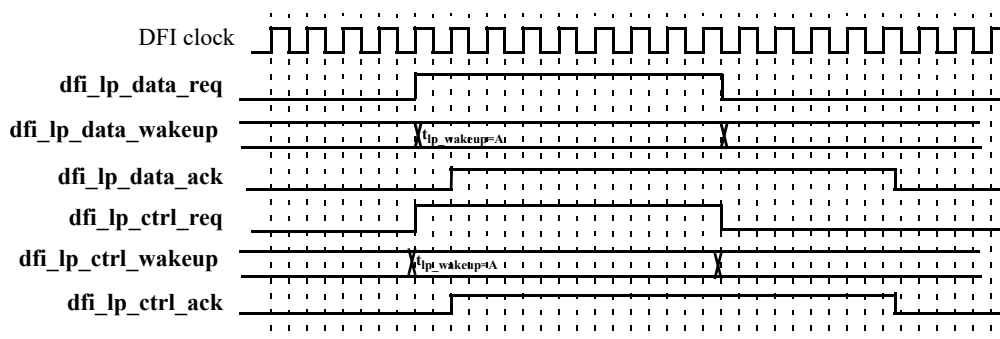 DFI clock
dfi_lp_data_req
dfi_lp_data_wakeup tlp_wakeup=A
dfi_lp_data_ack
dfi_lp_ctrl_req
dfi_lp_ctrl_wakeup tlp_wakeup=A
dfi_lp_ctrl_ack